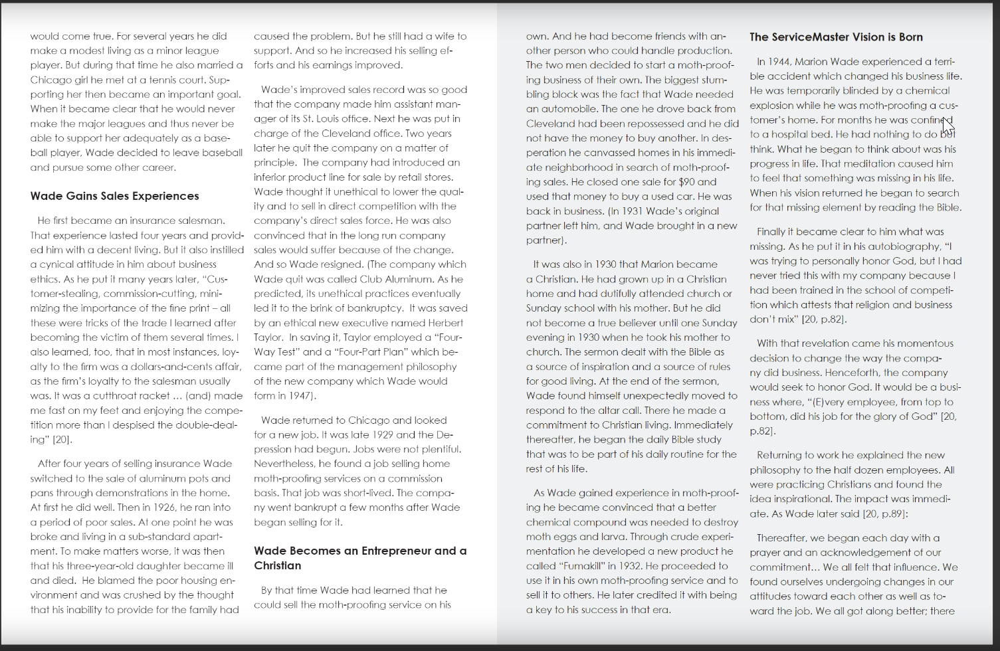 would come true. For several years he did
make a modest living as a minor league
player. But during that time he also married a
Chicago girl he met at a tennis court. Sup-
porting her then became an important goal.
When it became clear that he would never
make the major leagues and thus never be
able to support her adequately as a base-
ball player, Wade decided to leave baseball
and pursue some other career.
Wade Gains Sales Experiences
He first became an insurance salesman.
That experience lasted four years and provid-
ed him with a decent living. But it also instilled
a cynical attitude in him about business
ethics. As he put it many years later, “Cus-
tomer-stealing, commission-cutting, mini-
mizing the importance of the fine print – all
these were tricks of the trade I learned after
becoming the victim of them several times. I
also learned, too, that in most instances, loy-
alty to the firm was a dollars-and-cents affair,
as the firm’s loyalty to the salesman usually
was. It was a cutthroat racket … (and) made
me fast on my feet and enjoying the compe-
tition more than I despised the double-deal-
ing” [20].
After four years of selling insurance Wade
switched to the sale of aluminum pots and
pans through demonstrations in the home.
At first he did well. Then in 1926, he ran into
a period of poor sales. At one point he was
broke and living in a sub-standard apart-
ment. To make matters worse, it was then
that his three-year-old daughter became ill
and died.  He blamed the poor housing en-
vironment and was crushed by the thought
that his inability to provide for the family had
caused the problem. But he still had a wife to
support. And so he increased his selling ef-
forts and his earnings improved.
Wade’s improved sales record was so good
that the company made him assistant man-
ager of its St. Louis office. Next he was put in
charge of the Cleveland office. Two years
later he quit the company on a matter of
principle.  The company had introduced an
inferior product line for sale by retail stores.
Wade thought it unethical to lower the qual-
ity and to sell in direct competition with the
company’s direct sales force. He was also
convinced that in the long run company
sales would suffer because of the change.
And so Wade resigned. (The company which
Wade quit was called Club Aluminum. As he
predicted, its unethical practices eventually
led it to the brink of bankruptcy.  It was saved
by an ethical new executive named Herbert
Taylor.  In saving it, Taylor employed a “Four-
Way Test” and a “Four-Part Plan” which be-
came part of the management philosophy
of the new company which Wade would
form in 1947).
Wade returned to Chicago and looked
for a new job. It was late 1929 and the De-
pression had begun. Jobs were not plentiful.
Nevertheless, he found a job selling home
moth-proofing services on a commission
basis. That job was short-lived. The compa-
ny went bankrupt a few months after Wade
began selling for it.
Wade Becomes an Entrepreneur and a
Christian
By that time Wade had learned that he
could sell the moth-proofing service on his
own. And he had become friends with an-
other person who could handle production.
The two men decided to start a moth-proof-
ing business of their own. The biggest stum-
bling block was the fact that Wade needed
an automobile. The one he drove back from
Cleveland had been repossessed and he did
not have the money to buy another. In des-
peration he canvassed homes in his immedi-
ate neighborhood in search of moth-proof-
ing sales. He closed one sale for $90 and
used that money to buy a used car. He was
back in business. (In 1931 Wade’s original
partner left him, and Wade brought in a new
partner).
It was also in 1930 that Marion became
a Christian. He had grown up in a Christian
home and had dutifully attended church or
Sunday school with his mother. But he did
not become a true believer until one Sunday
evening in 1930 when he took his mother to
church. The sermon dealt with the Bible as
a source of inspiration and a source of rules
for good living. At the end of the sermon,
Wade found himself unexpectedly moved to
respond to the altar call. There he made a
commitment to Christian living. Immediately
thereafter, he began the daily Bible study
that was to be part of his daily routine for the
rest of his life.
As Wade gained experience in moth-proof-
ing he became convinced that a better
chemical compound was needed to destroy
moth eggs and larva. Through crude experi-
mentation he developed a new product he
called “Fumakill” in 1932. He proceeded to
use it in his own moth-proofing service and to
sell it to others. He later credited it with being
a key to his success in that era.
The ServiceMaster Vision is Born
In 1944, Marion Wade experienced a terri-
ble accident which changed his business life.
He was temporarily blinded by a chemical
explosion while he was moth-proofing a cus-
tomer’s home. For months he was confined
to a hospital bed. He had nothing to do but
think. What he began to think about was his
progress in life. That meditation caused him
to feel that something was missing in his life.
When his vision returned he began to search
for that missing element by reading the Bible.
Finally it became clear to him what was
missing. As he put it in his autobiography, “I
was trying to personally honor God, but I had
never tried this with my company because I
had been trained in the school of competi-
tion which attests that religion and business
don’t mix” [20, p.82].
With that revelation came his momentous
decision to change the way the compa-
ny did business. Henceforth, the company
would seek to honor God. It would be a busi-
ness where, “(E)very employee, from top to
bottom, did his job for the glory of God” [20,
p.82].
Returning to work he explained the new
philosophy to the half dozen employees. All
were practicing Christians and found the
idea inspirational. The impact was immedi-
ate. As Wade later said [20, p.89]:
Thereafter, we began each day with a
prayer and an acknowledgement of our
commitment… We all felt that influence. We
found ourselves undergoing changes in our
attitudes toward each other as well as to-
ward the job. We all got along better; there